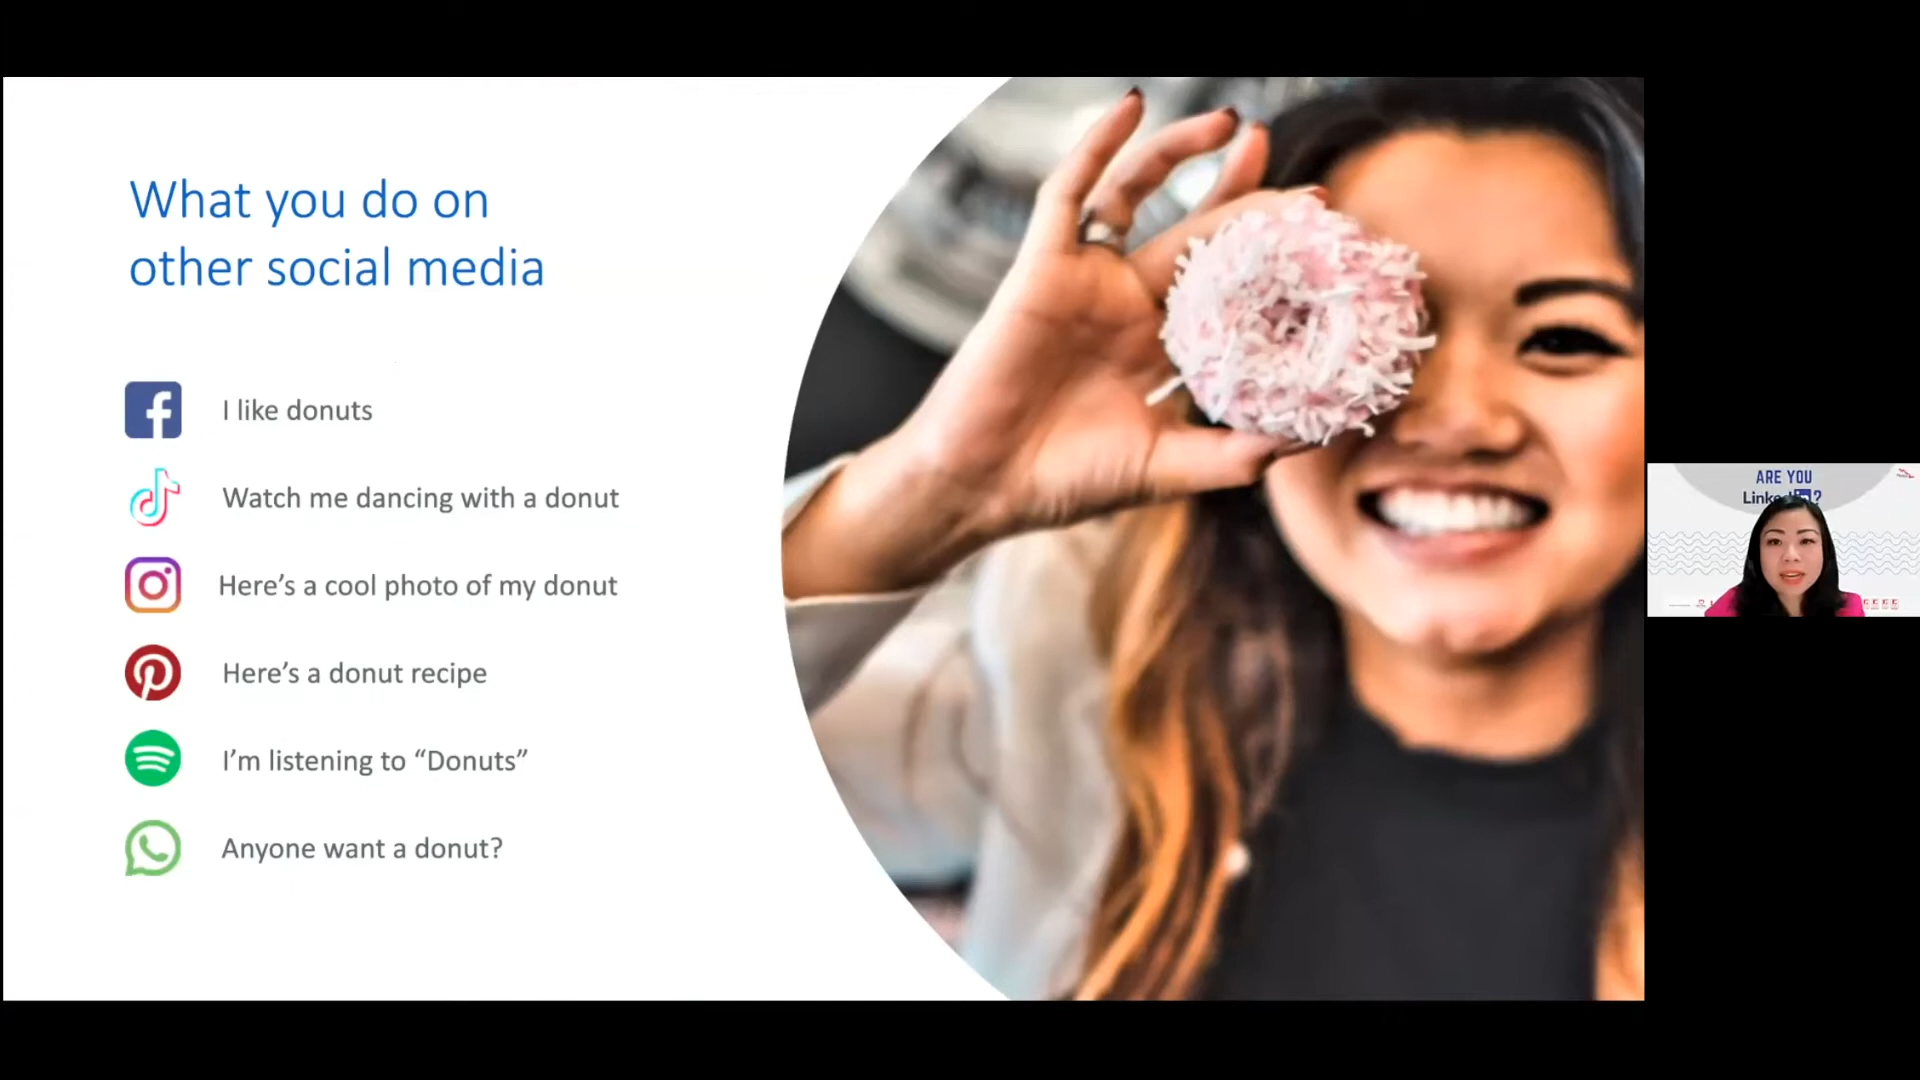 What you do on
other social media
I like donuts
Watch me dancing with a donut
Here’s a cool photo of my donut
Here’s a donut recipe
I’m listening to “Donuts”
Anyone want a donut?
ARE YOU
Linked ?